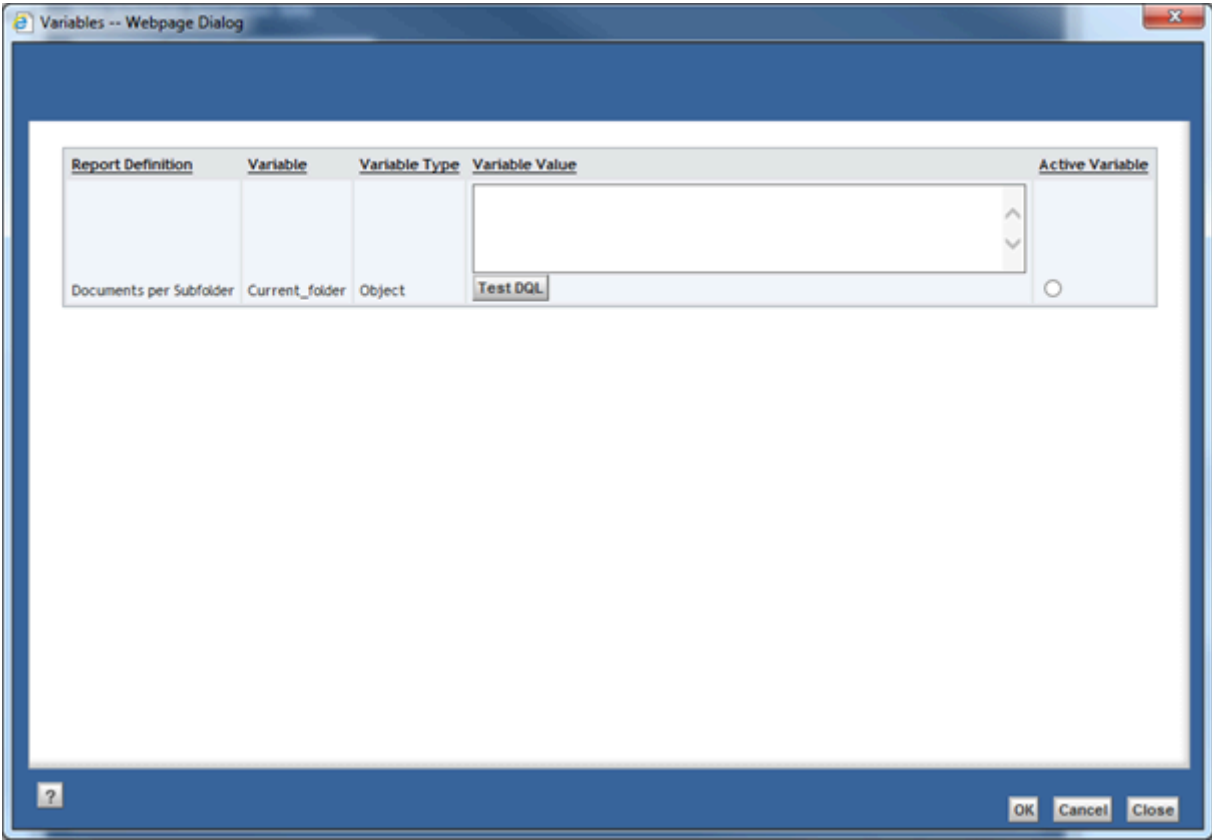 Variables -- Webpage Dialog
Report Definition Variable Variable Type Variable Value Active Variable
Documents per Subfolder Current_folder Object Test DQL
?
OK Cancel Close